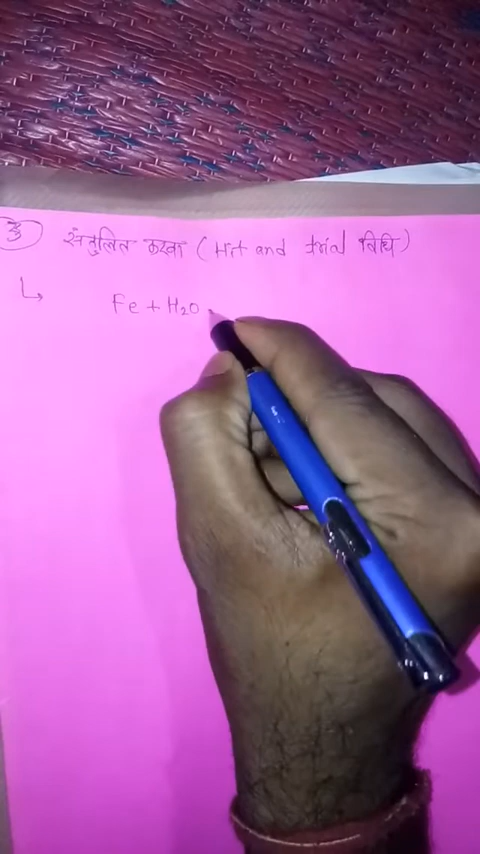 3 संतुलित करना (Hit and trial विधि)
↳ Fe + H₂O